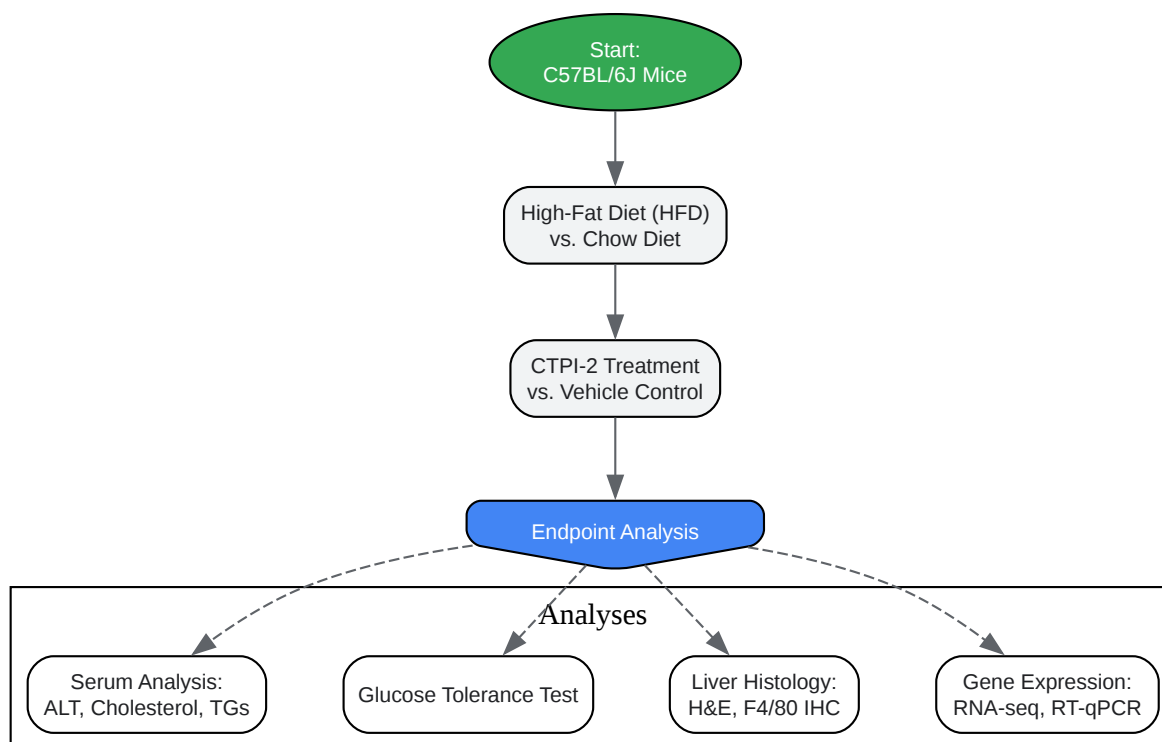 Start:
C57BL/6J Mice
High-Fat Diet (HFD)
vs. Chow Diet
CTPI-2 Treatment
vs. Vehicle Control
Endpoint Analysis
Analyses
Serum Analysis:
ALT, Cholesterol, TGs
Glucose Tolerance Test
Liver Histology:
H&E, F4/80 IHC
Gene Expression:
RNA-seq, RT-qPCR